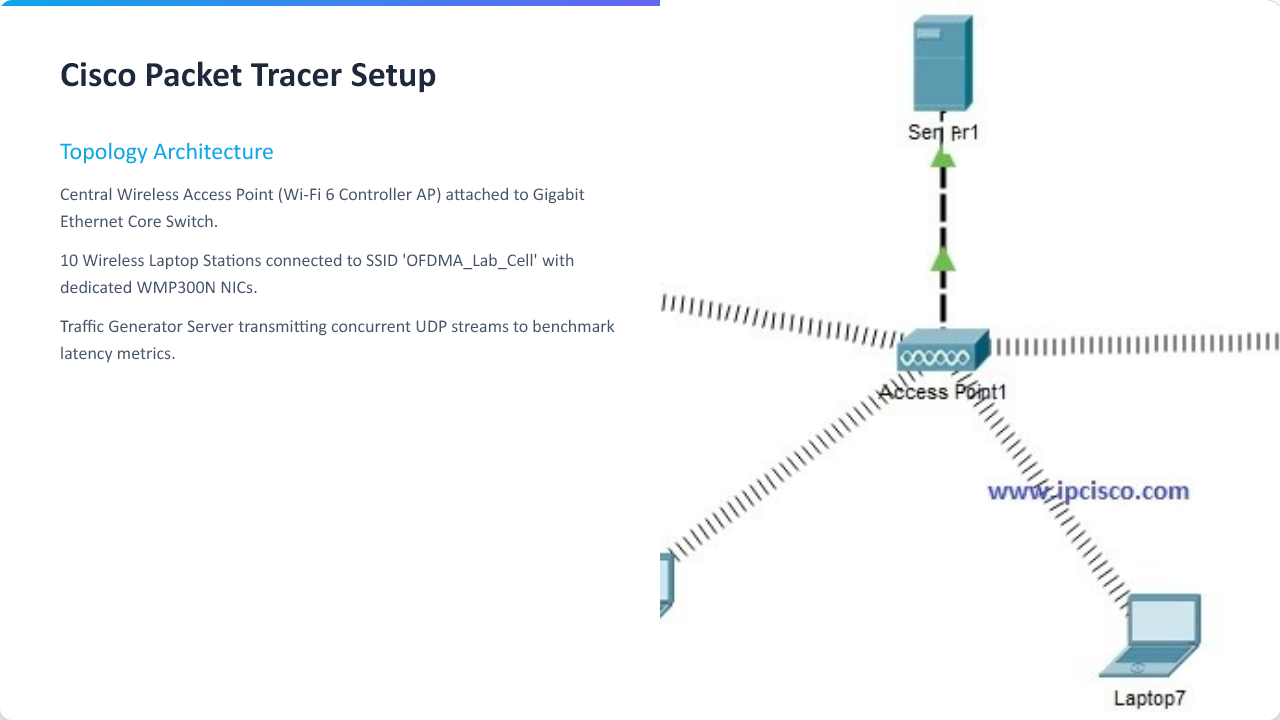 Cisco Packet Tracer Setup
Topology Architecture
Central Wireless Access Point (Wi-Fi 6 Controller AP) attached to Gigabit
Ethernet Core Switch.
10 Wireless Laptop Stations connected to SSID 'OFDMA_Lab_Cell' with
dedicated WMP300N NICs.
Traffic Generator Server transmitting concurrent UDP streams to benchmark
latency metrics.
Server1
Access Point1
www.ipcisco.com
Laptop7